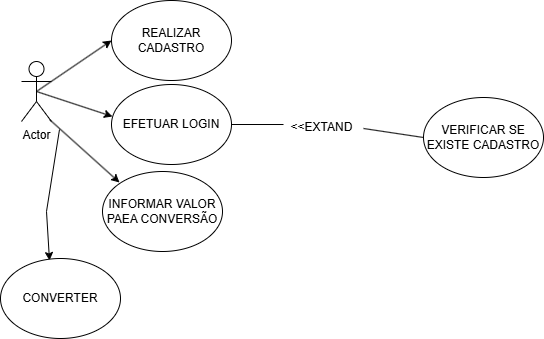 REALIZAR
CADASTRO
Actor
EFETUAR LOGIN
<<EXTAND
VERIFICAR SE
EXISTE CADASTRO
INFORMAR VALOR
PAEA CONVERSÃO
CONVERTER